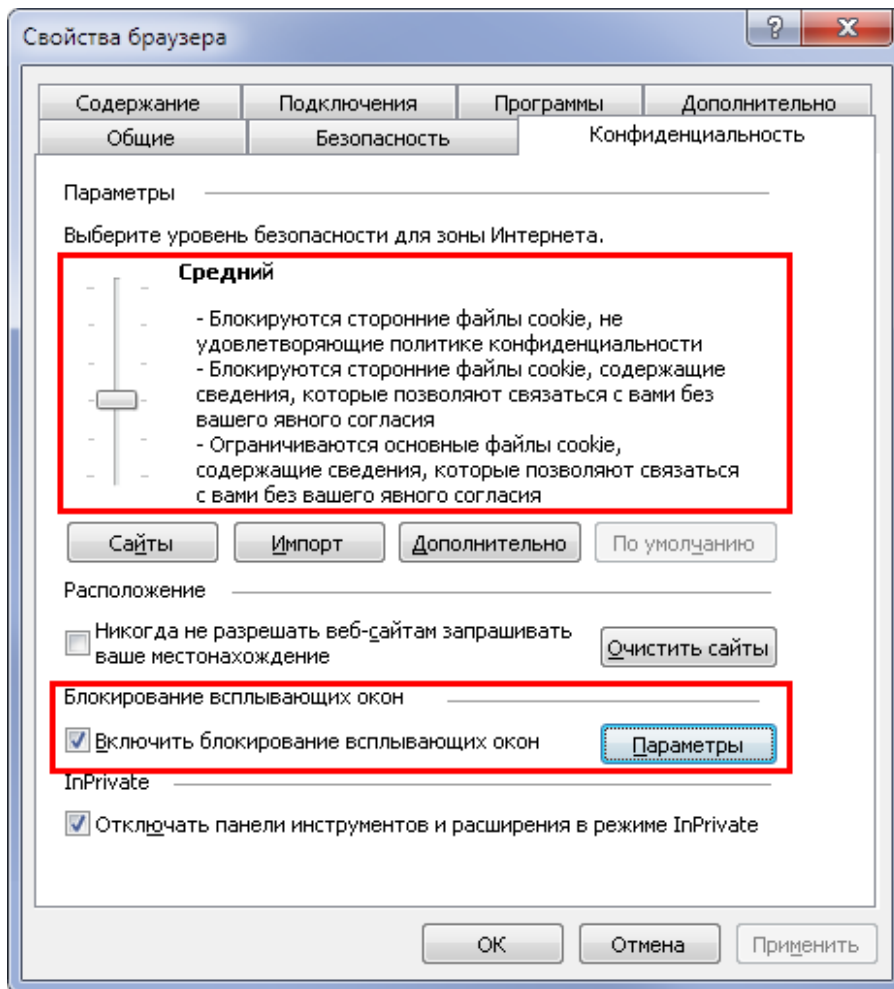 Свойства браузера
Содержание Подключения Программы Дополнительно
Общие Безопасность Конфиденциальность
Параметры
Выберите уровень безопасности для зоны Интернета.
Средний
- Блокируются сторонние файлы cookie, не
удовлетворяющие политике конфиденциальности
- Блокируются сторонние файлы cookie, содержащие
сведения, которые позволяют связаться с вами без
вашего явного согласия
- Ограничиваются основные файлы cookie,
содержащие сведения, которые позволяют связаться
с вами без вашего явного согласия
Сайты Импорт Дополнительно По умолчанию
Расположение
Никогда не разрешать веб-сайтам запрашивать
ваше местонахождение
Очистить сайты
Блокирование всплывающих окон
Включить блокирование всплывающих окон Параметры
InPrivate
Отключать панели инструментов и расширения в режиме InPrivate
ОК Отмена Применить